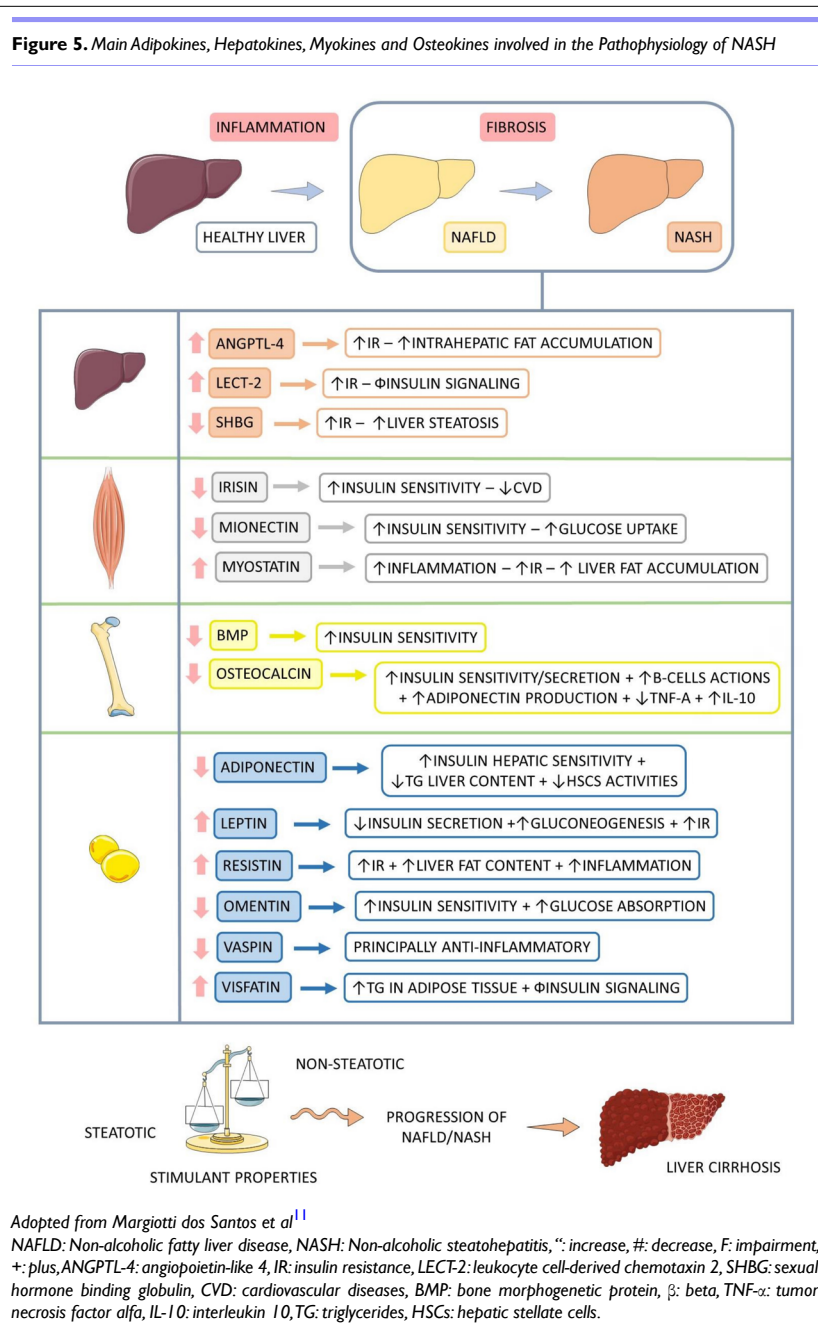 Figure 5. Main Adipokines, Hepatokines, Myokines and Osteokines involved in the Pathophysiology of NASH
INFLAMMATION
FIBROSIS
HEALTHY LIVER
NAFLD
NASH
ANGPTL-4
↑IR – ↑INTRAHEPATIC FAT ACCUMULATION
LECT-2
↑IR – ΦINSULIN SIGNALING
SHBG
↑IR – ↑LIVER STEATOSIS
IRISIN
↑INSULIN SENSITIVITY – ↓CVD
MIONECTIN
↑INSULIN SENSITIVITY – ↑GLUCOSE UPTAKE
MYOSTATIN
↑INFLAMMATION – ↑IR – ↑ LIVER FAT ACCUMULATION
BMP
↑INSULIN SENSITIVITY
OSTEOCALCIN
↑INSULIN SENSITIVITY/SECRETION + ↑B-CELLS ACTIONS
+ ↑ADIPONECTIN PRODUCTION + ↓TNF-A + ↑IL-10
ADIPONECTIN
↑INSULIN HEPATIC SENSITIVITY +
↓TG LIVER CONTENT + ↓HSCS ACTIVITIES
LEPTIN
↓INSULIN SECRETION +↑GLUCONEOGENESIS + ↑IR
RESISTIN
↑IR + ↑LIVER FAT CONTENT + ↑INFLAMMATION
OMENTIN
↑INSULIN SENSITIVITY + ↑GLUCOSE ABSORPTION
VASPIN
PRINCIPALLY ANTI-INFLAMMATORY
VISFATIN
↑TG IN ADIPOSE TISSUE + ΦINSULIN SIGNALING
NON-STEATOTIC
STEATOTIC
STIMULANT PROPERTIES
PROGRESSION OF
NAFLD/NASH
LIVER CIRRHOSIS
Adopted from Margiotti dos Santos et al11
NAFLD: Non-alcoholic fatty liver disease, NASH: Non-alcoholic steatohepatitis, “: increase, #: decrease, F: impairment,
+: plus, ANGPTL-4: angiopoietin-like 4, IR: insulin resistance, LECT-2: leukocyte cell-derived chemotaxin 2, SHBG: sexual
hormone binding globulin, CVD: cardiovascular diseases, BMP: bone morphogenetic protein, β: beta, TNF-α: tumor
necrosis factor alfa, IL-10: interleukin 10, TG: triglycerides, HSCs: hepatic stellate cells.